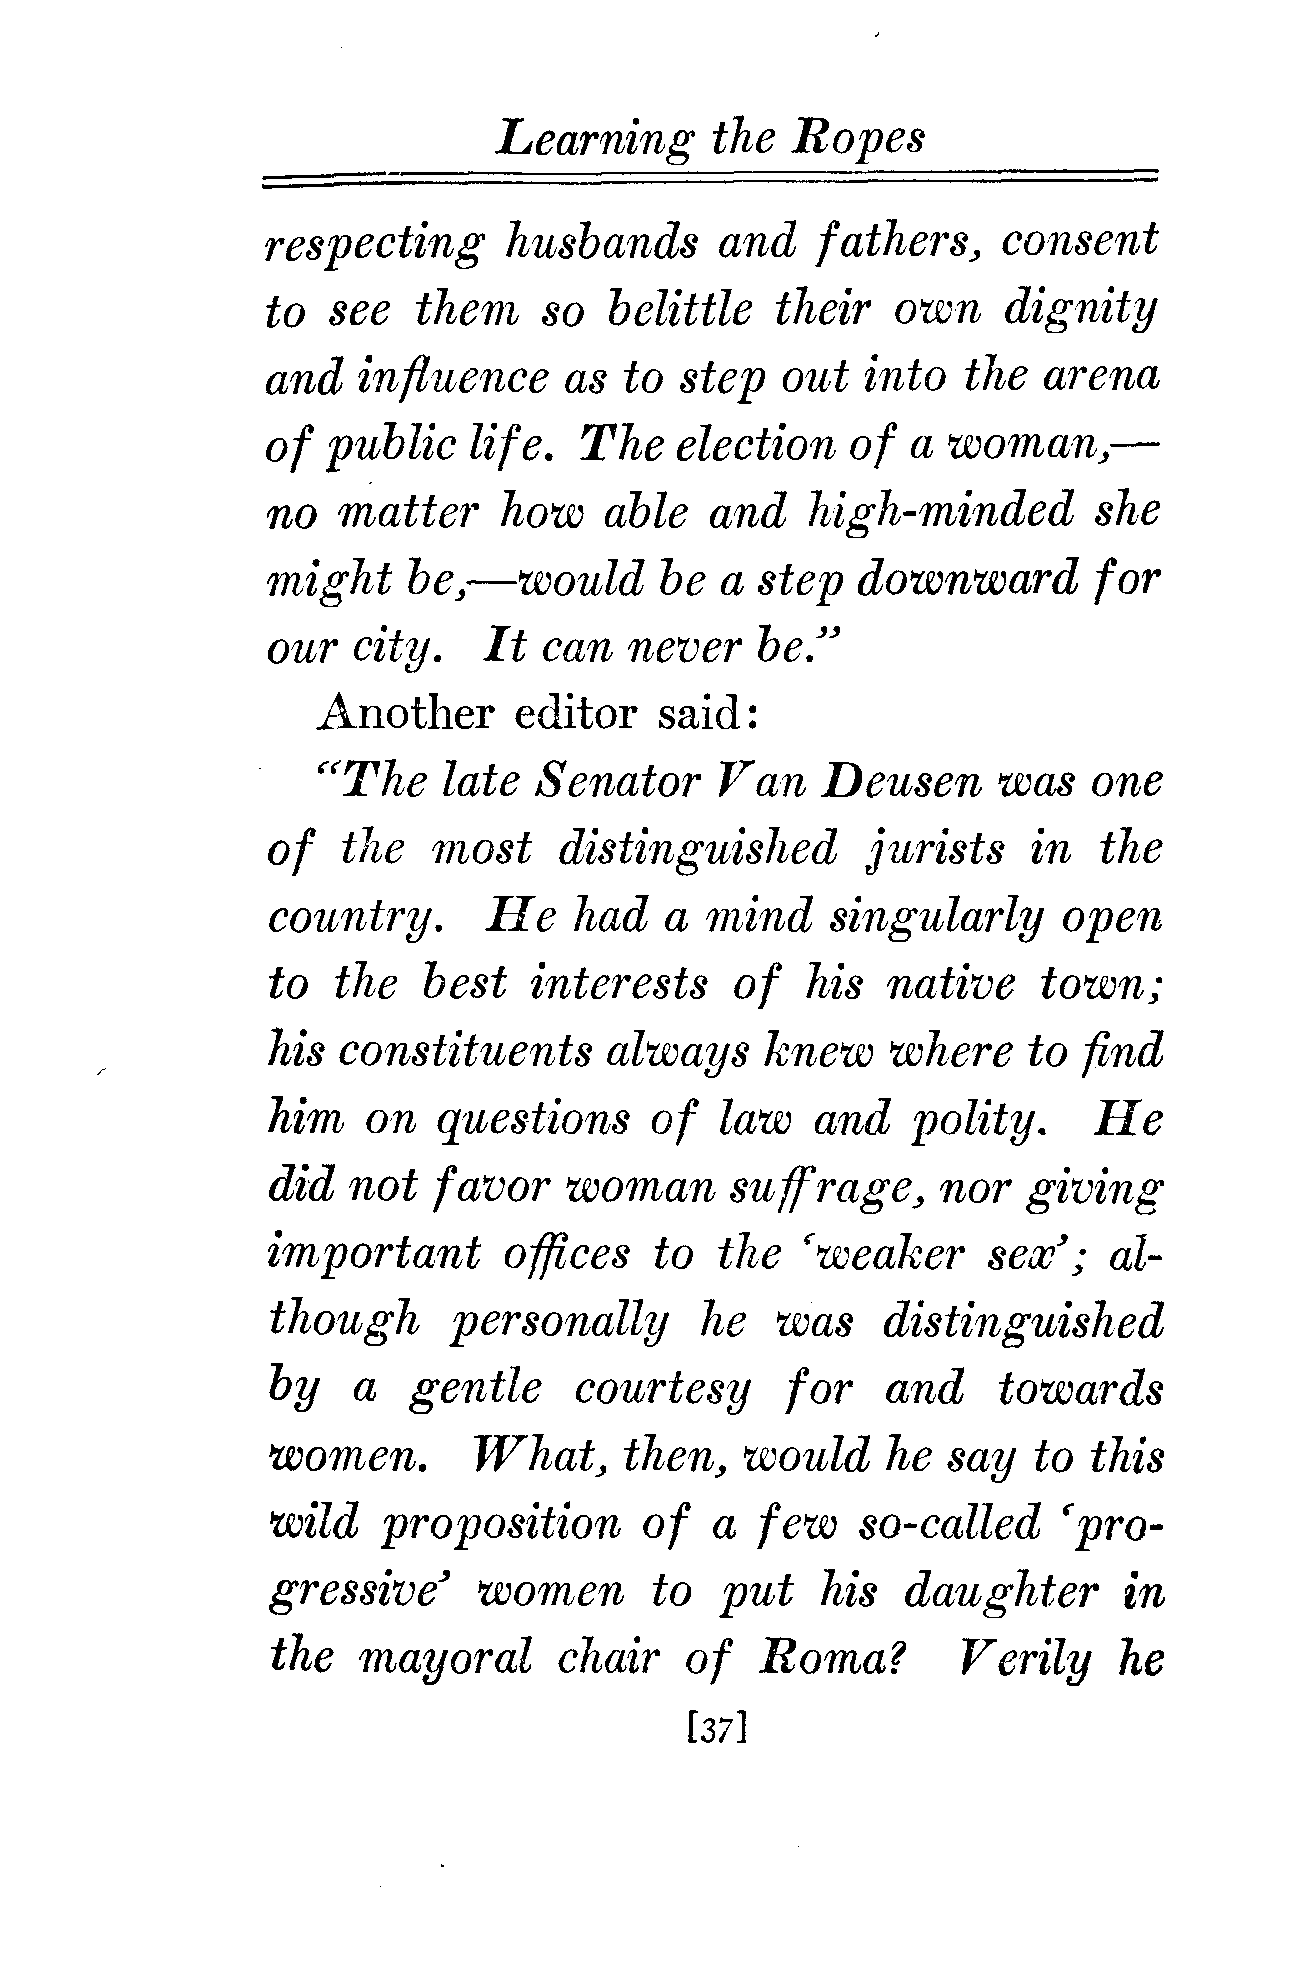 Learning the Ropes
respecting husbands and fathers, consent
to see them so belittle their own dignity
and influence as to step out into the arena
of public life. The election of a woman,—
no matter how able and high-minded she
might be,—would be a step downward for
our city. It can never be.”
Another editor said:
“The late Senator Van Deusen was one
of the most distinguished jurists in the
country. He had a mind singularly open
to the best interests of his native town;
his constituents always knew where to find
him on questions of law and polity. He
did not favor woman suffrage, nor giving
important offices to the ‘weaker sex’; al-
though personally he was distinguished
by a gentle courtesy for and towards
women. What, then, would he say to this
wild proposition of a few so-called ‘pro-
gressive’ women to put his daughter in
the mayoral chair of Roma? Verily he
[37]